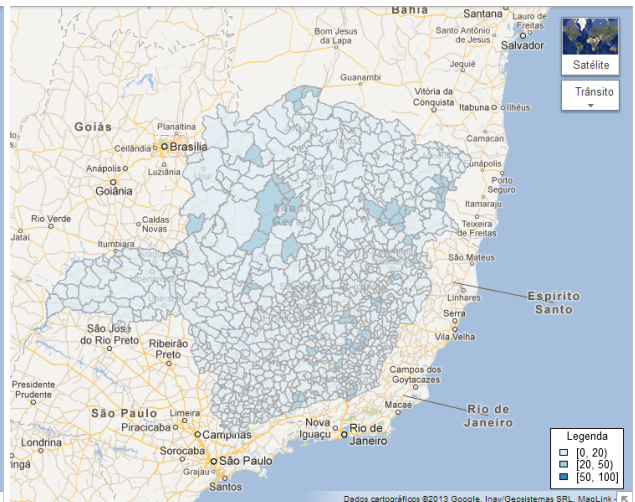 Bahia
Santana
Lauro de
Freitas
Bom Jesus
da Lapa
Santo Antônio
de Jesus
Salvador
Satélite
Jequié
Guanambi
Trânsito
Vitória da
Conquista
Itabuna
Ilhéus
Goiás
Planaltina
Ceilândia
Brasília
Camacan
Anápolis
Luziânia
Eunápolis
Goiânia
Porto
Seguro
Itamaraju
Rio Verde
Caldas
Novas
Teixeira
de Freitas
Jataí
Itumbiara
São Mateus
Linhares
Espírito
Santo
Serra
Vila Velha
São José
do Rio Preto
Ribeirão
Preto
Campos dos
Goytacazes
Presidente
Prudente
Macaé
São Paulo
Limeira
Rio de
Janeiro
Piracicaba
Nova
Iguaçu
Rio de
Janeiro
Campinas
Londrina
Sorocaba
São Paulo
Grajau
Santos
Legenda
[0, 20)
[20, 50)
[50, 100]
Dados cartográficos ©2013 Google, Inav/Geosistemas SRL, MapLink -